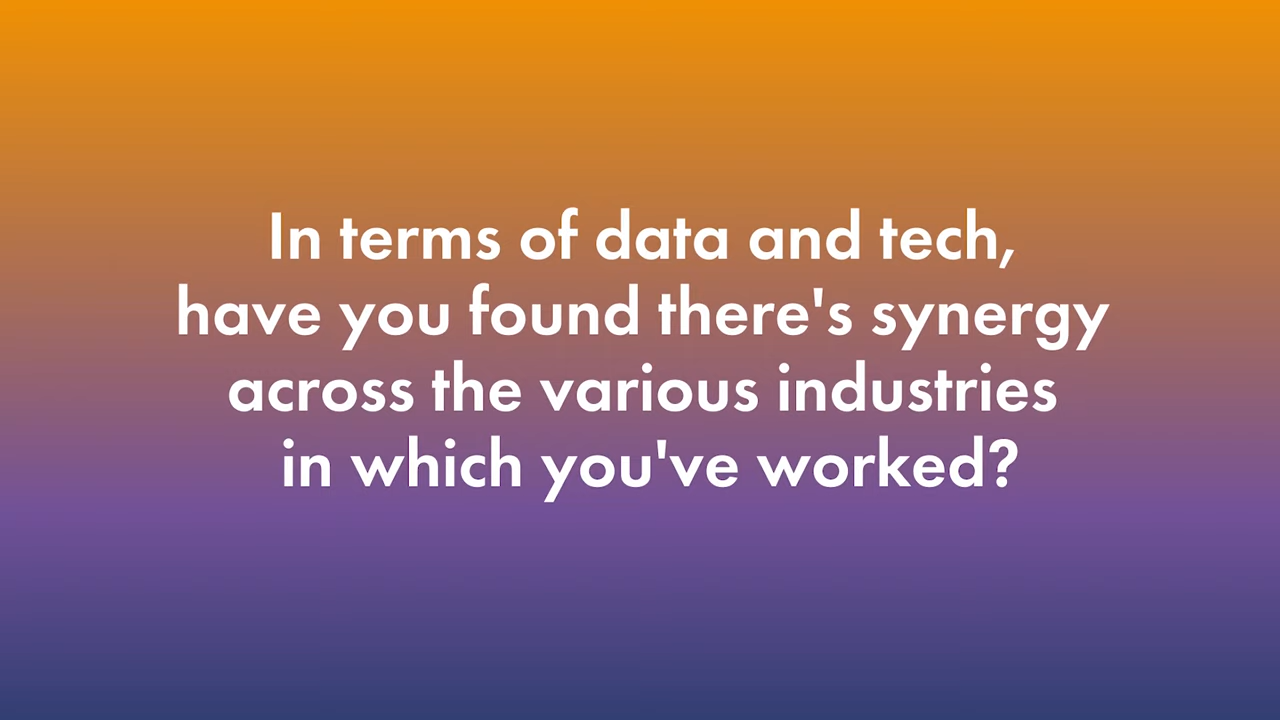 In terms of data and tech,
have you found there's synergy
across the various industries
in which you've worked?